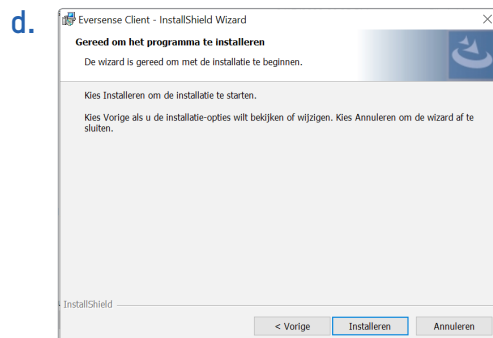 d.
Eversense Client - InstallShield Wizard
Gereed om het programma te installeren
De wizard is gereed om met de installatie te beginnen.
Kies Installeren om de installatie te starten.
Kies Vorige als u de installatie-opties wilt bekijken of wijzigen. Kies Annuleren om de wizard af te
sluiten.
InstallShield
< Vorige Installeren Annuleren